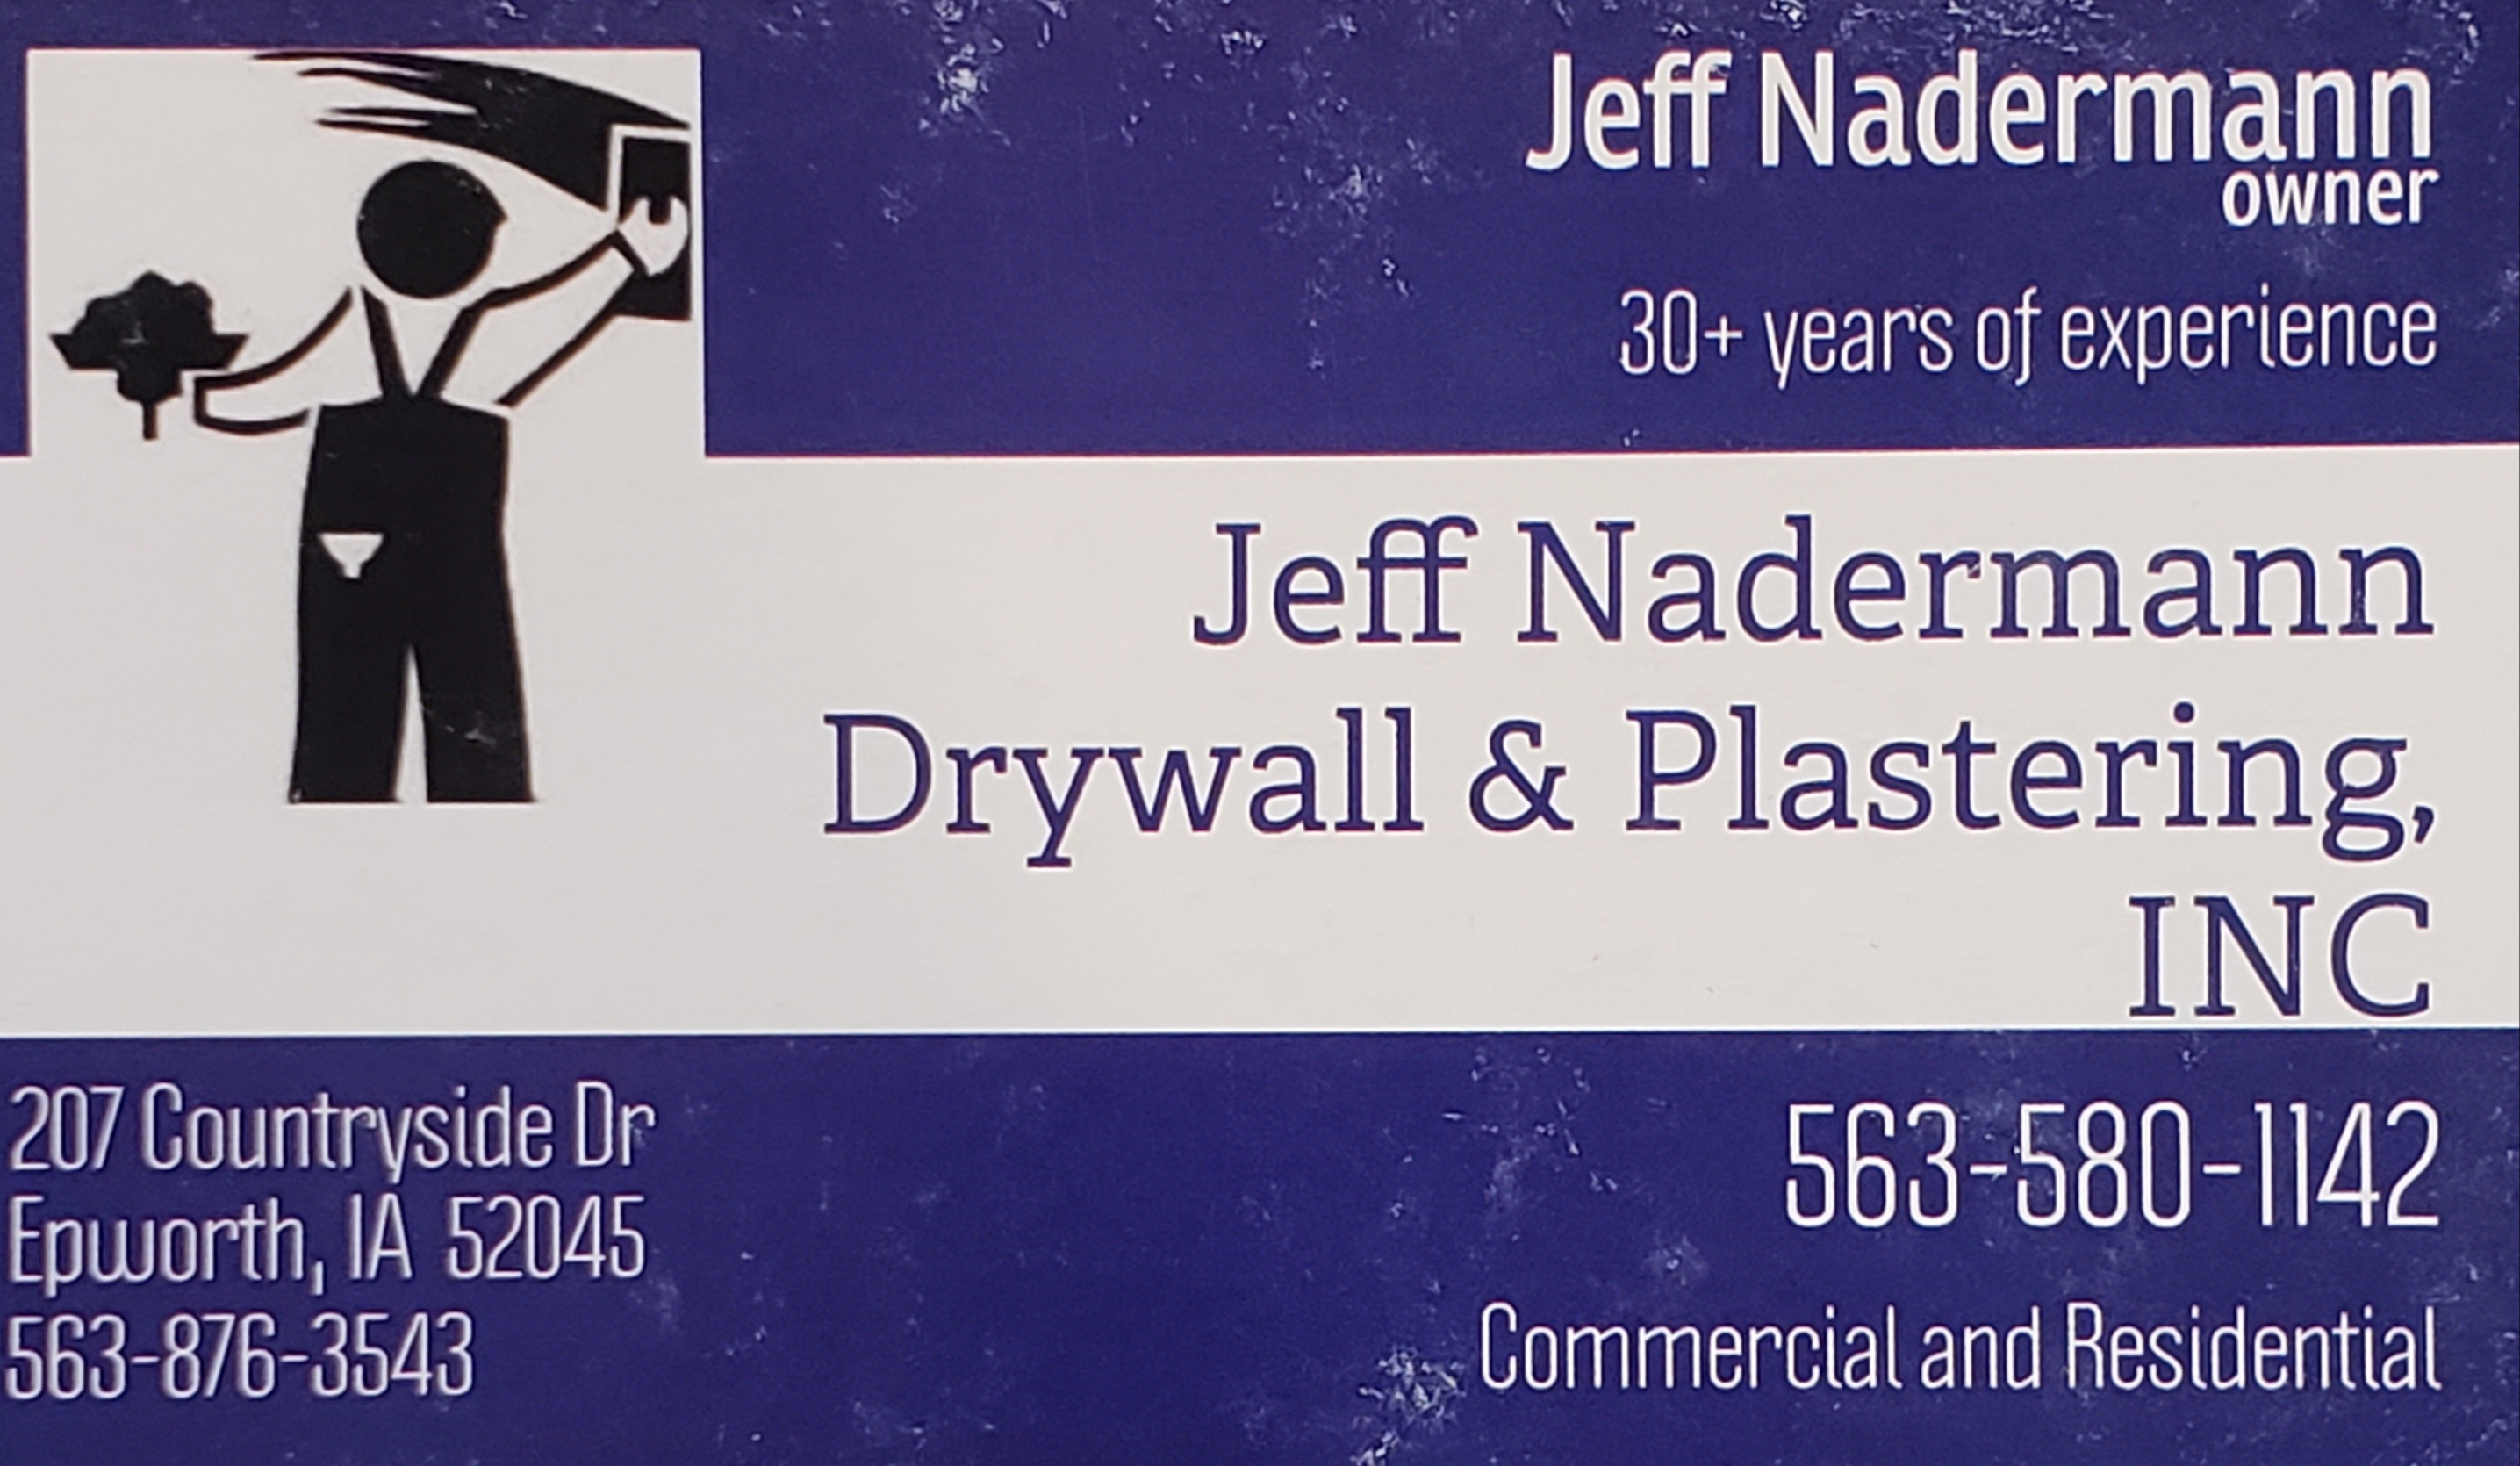 Jeff Nadermann
owner
30+ years of experience
Jeff Nadermann
Drywall & Plastering,
INC
207 Countryside Dr
Epworth, IA 52045
563-876-3543
563-580-1142
Commercial and Residential